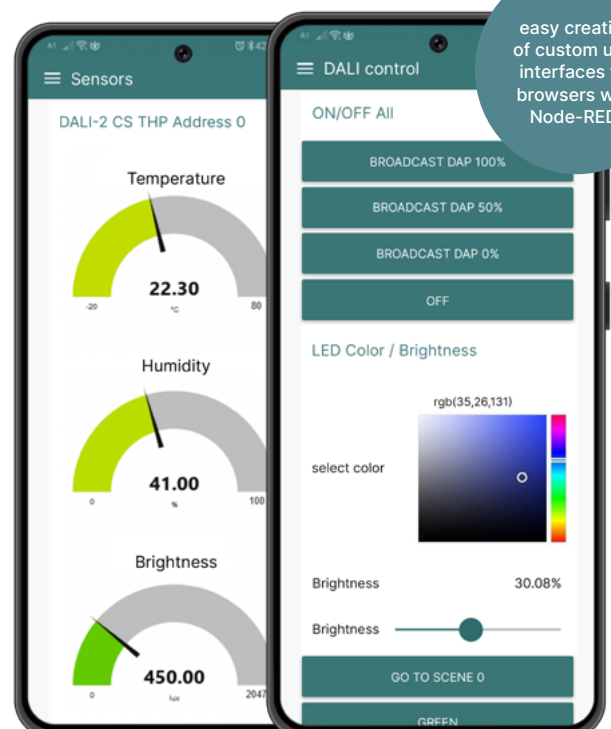 A1
42
Sensors
DALI-2 CS THP Address 0
Temperature
22.30
-20
°C
80
Humidity
41.00
0
%
100
Brightness
450.00
0
lux
2047
A1
DALI control
easy creati
of custom u
interfaces
browsers w
Node-RED
ON/OFF All
BROADCAST DAP 100%
BROADCAST DAP 50%
BROADCAST DAP 0%
OFF
LED Color / Brightness
rgb(35,26,131)
select color
Brightness 30.08%
Brightness
GO TO SCENE 0
GREEN